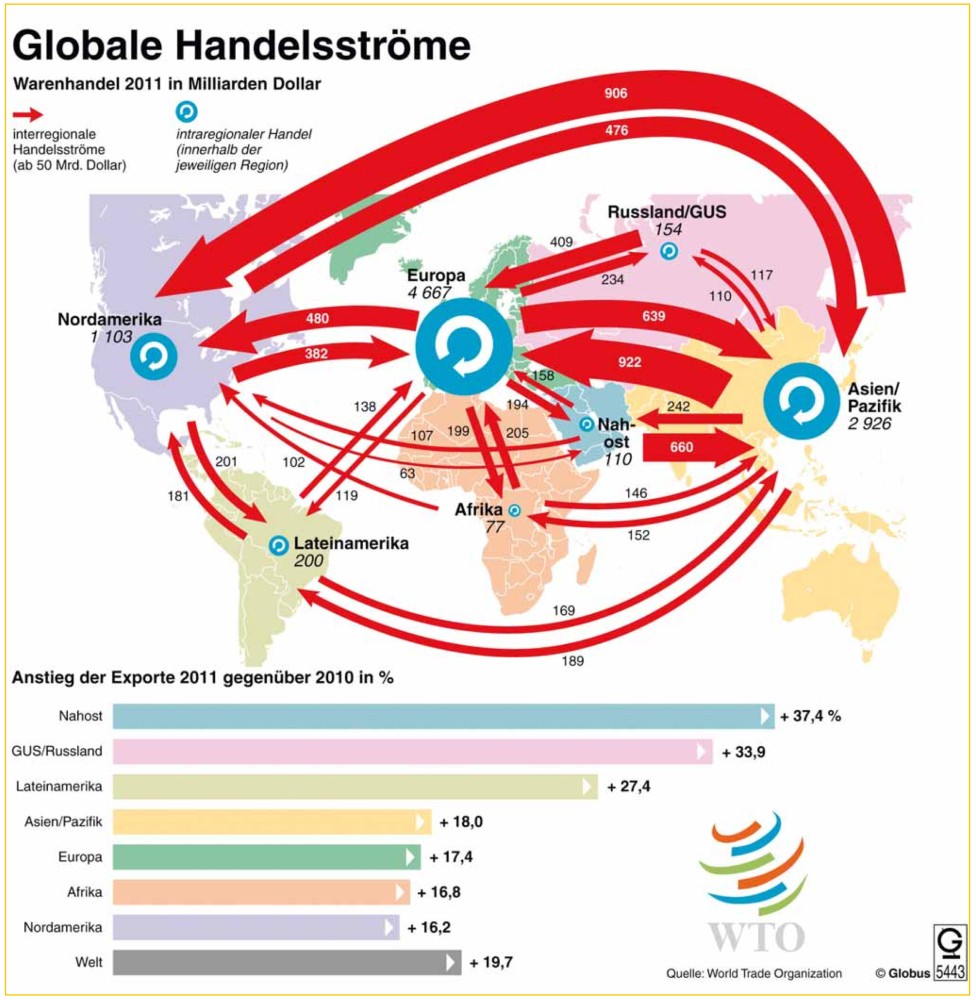 Globale Handelsströme
Warenhandel 2011 in Milliarden Dollar
interregionale
Handelsströme
(ab 50 Mrd. Dollar)
intraregionaler Handel
(innerhalb der
jeweiligen Region)
906
476
Russland/GUS
154
409
234
117
110
Europa
4 667
Nordamerika
1 103
480
382
639
922
158
194
Asien/
Pazifik
2 926
242
Nah-
ost
110
660
138
107
199
205
201
102
63
181
119
146
152
Afrika
77
Lateinamerika
200
169
189
Anstieg der Exporte 2011 gegenüber 2010 in %
Nahost + 37,4 %
GUS/Russland + 33,9
Lateinamerika + 27,4
Asien/Pazifik + 18,0
Europa + 17,4
Afrika + 16,8
Nordamerika + 16,2
Welt + 19,7
WTO
Quelle: World Trade Organization
© Globus 5443
G